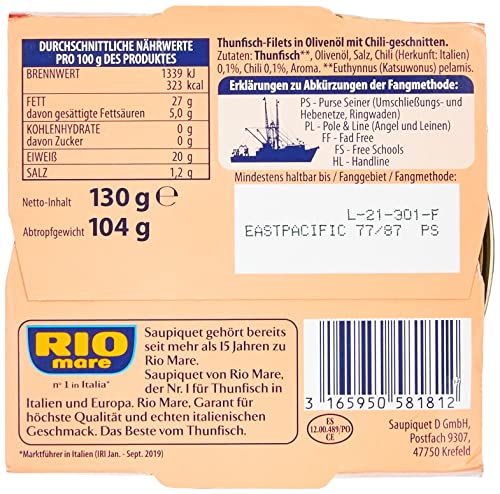 DURCHSCHNITTLICHE NÄHRWERTE
PRO 100 g DES PRODUKTES
BRENNWERT 1339 kJ
323 kcal
FETT 27 g
davon gesättigte Fettsäuren 5,0 g
KOHLENHYDRATE 0 g
davon Zucker 0 g
EIWEIß 20 g
SALZ 1,2 g
Netto-Inhalt 130 g ℮
Abtropfgewicht 104 g
Thunfisch-Filets in Olivenöl mit Chili-geschnitten.
Zutaten: Thunfisch**, Olivenöl, Salz, Chili (Herkunft: Italien)
0,1%, Chili 0,1%, Aroma. **Euthynnus (Katsuwonus) pelamis.
Erklärungen zu Abkürzungen der Fangmethode:
PS - Purse Seiner (Umschließungs- und
Hebenetze, Ringwaden)
PL - Pole & Line (Angel und Leinen)
FF - Fad Free
FS - Free Schools
HL - Handline
Mindestens haltbar bis / Fanggebiet / Fangmethode:
L-21-301-F
EASTPACIFIC 77/87 PS
RIO
mare
n° 1 in Italia*
Saupiquet gehört bereits
seit mehr als 15 Jahren zu
Rio Mare.
Saupiquet von Rio Mare,
der Nr. 1 für Thunfisch in
Italien und Europa. Rio Mare, Garant für
höchste Qualität und echten italienischen
Geschmack. Das Beste vom Thunfisch.
*Marktführer in Italien (IRI Jan. - Sept. 2019)
3 165950 581812
ES
12.00.489/PO
CE
Saupiquet D GmbH,
Postfach 9307,
47750 Krefeld